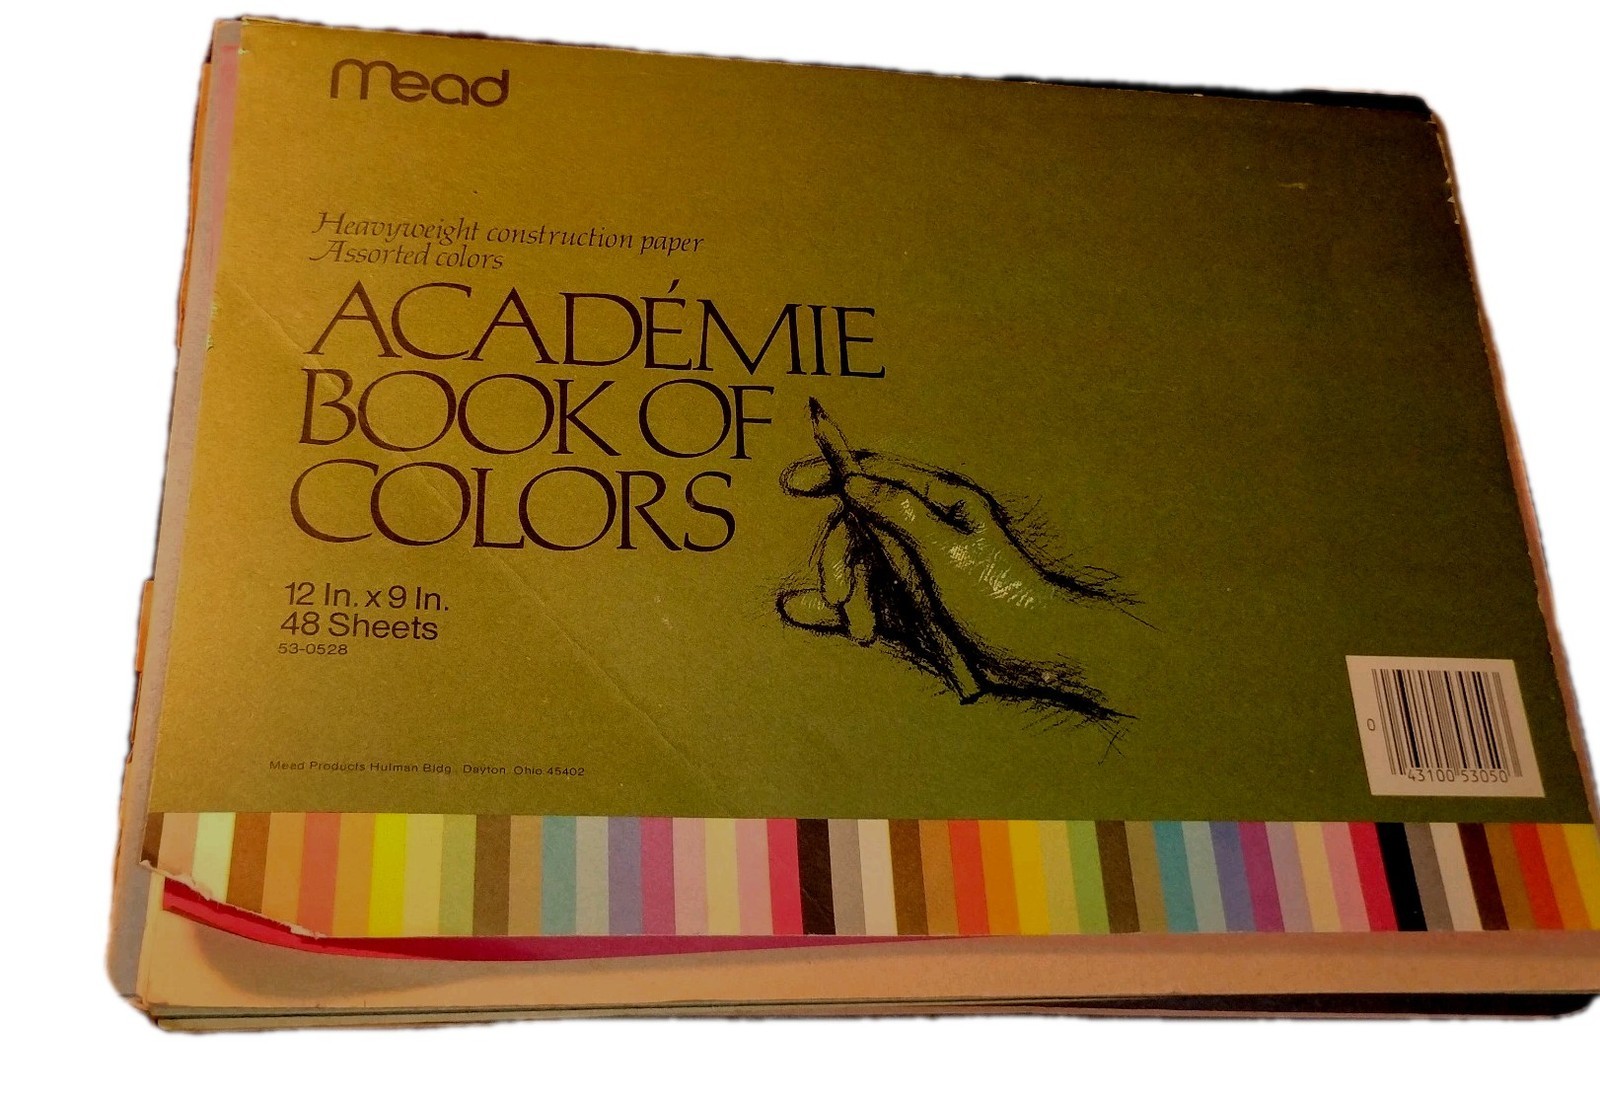 mead
Heavyweight construction paper
Assorted colors
ACADÉMIE
BOOK OF
COLORS
12 In. x 9 In.
48 Sheets
53-0528
Mead Products Hulman Bldg., Dayton, Ohio 45402
0 43100 53050